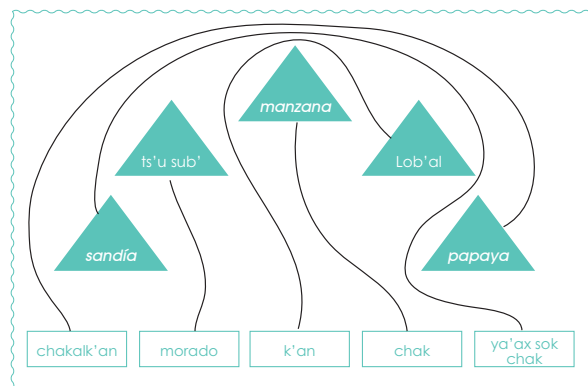 manzana
ts'u sub'
Lob'al
sandía
papaya
chakalk'an
morado
k'an
chak
ya'ax sok
chak